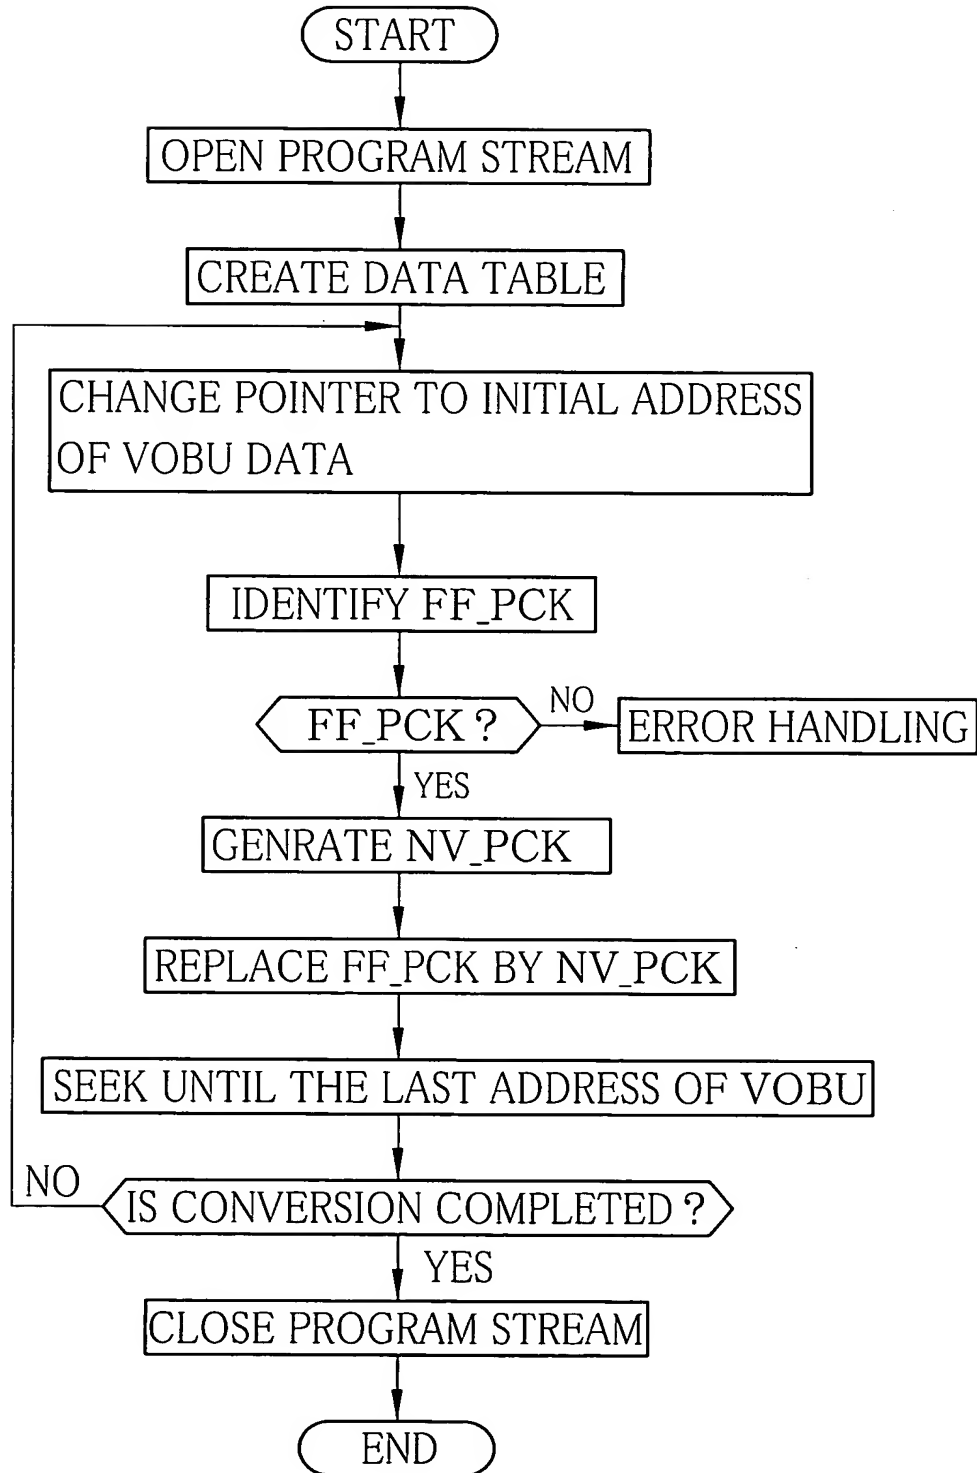 START
OPEN PROGRAM STREAM
CREATE DATA TABLE
CHANGE POINTER TO INITIAL ADDRESS
OF VOBU DATA
IDENTIFY FF_PCK
FF_PCK ?
NO
ERROR HANDLING
YES
GENRATE NV_PCK
REPLACE FF_PCK BY NV_PCK
SEEK UNTIL THE LAST ADDRESS OF VOBU
NO
IS CONVERSION COMPLETED ?
YES
CLOSE PROGRAM STREAM
END